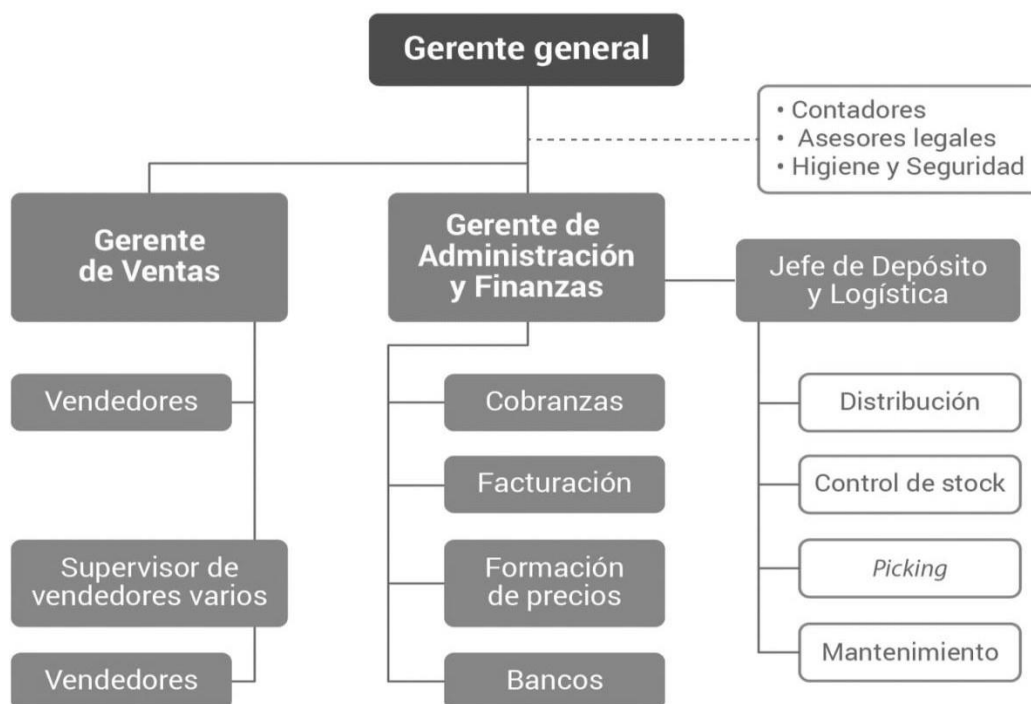 Gerente general
• Contadores
• Asesores legales
• Higiene y Seguridad
Gerente
de Ventas
Gerente de
Administración
y Finanzas
Jefe de Depósito
y Logística
Vendedores
Supervisor de
vendedores varios
Vendedores
Cobranzas
Facturación
Formación
de precios
Bancos
Distribución
Control de stock
Picking
Mantenimiento